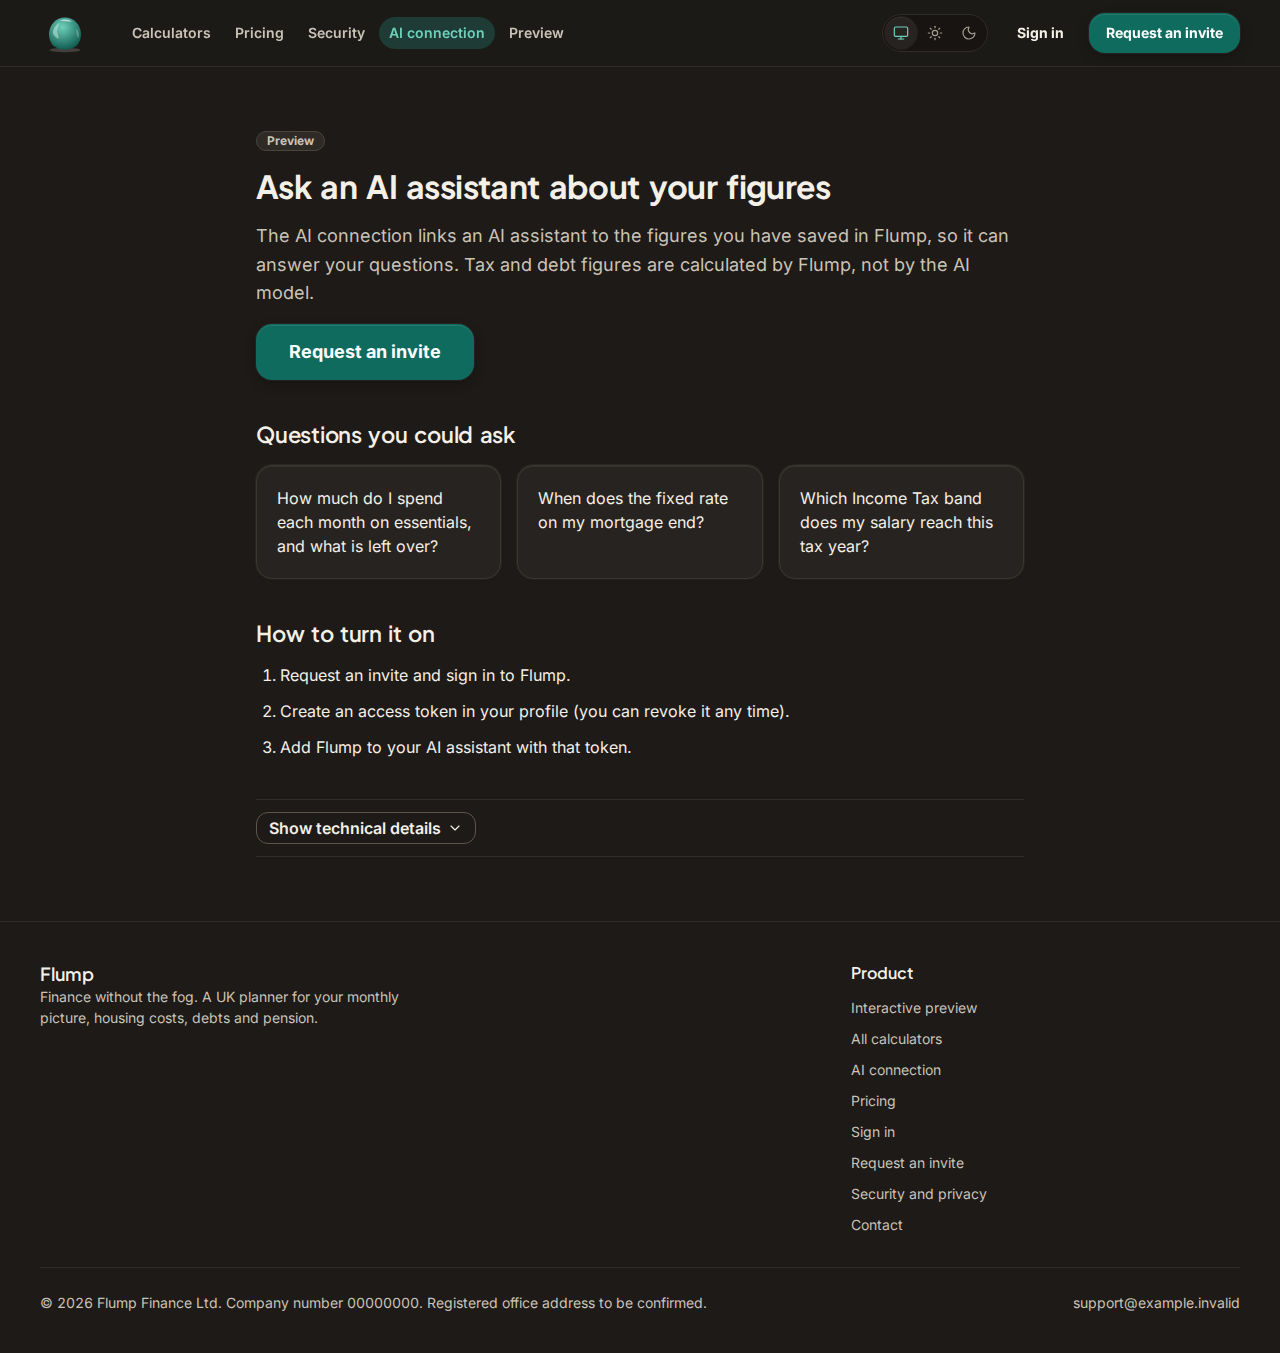 Calculators Pricing Security AI connection Preview Sign in Request an invite
Preview
Ask an AI assistant about your figures
The AI connection links an AI assistant to the figures you have saved in Flump, so it can
answer your questions. Tax and debt figures are calculated by Flump, not by the AI
model.
Request an invite
Questions you could ask
How much do I spend
each month on essentials,
and what is left over?
When does the fixed rate
on my mortgage end?
Which Income Tax band
does my salary reach this
tax year?
How to turn it on
1. Request an invite and sign in to Flump.
2. Create an access token in your profile (you can revoke it any time).
3. Add Flump to your AI assistant with that token.
Show technical details
Flump
Finance without the fog. A UK planner for your monthly
picture, housing costs, debts and pension.
Product
Interactive preview
All calculators
AI connection
Pricing
Sign in
Request an invite
Security and privacy
Contact
© 2026 Flump Finance Ltd. Company number 00000000. Registered office address to be confirmed.
support@example.invalid